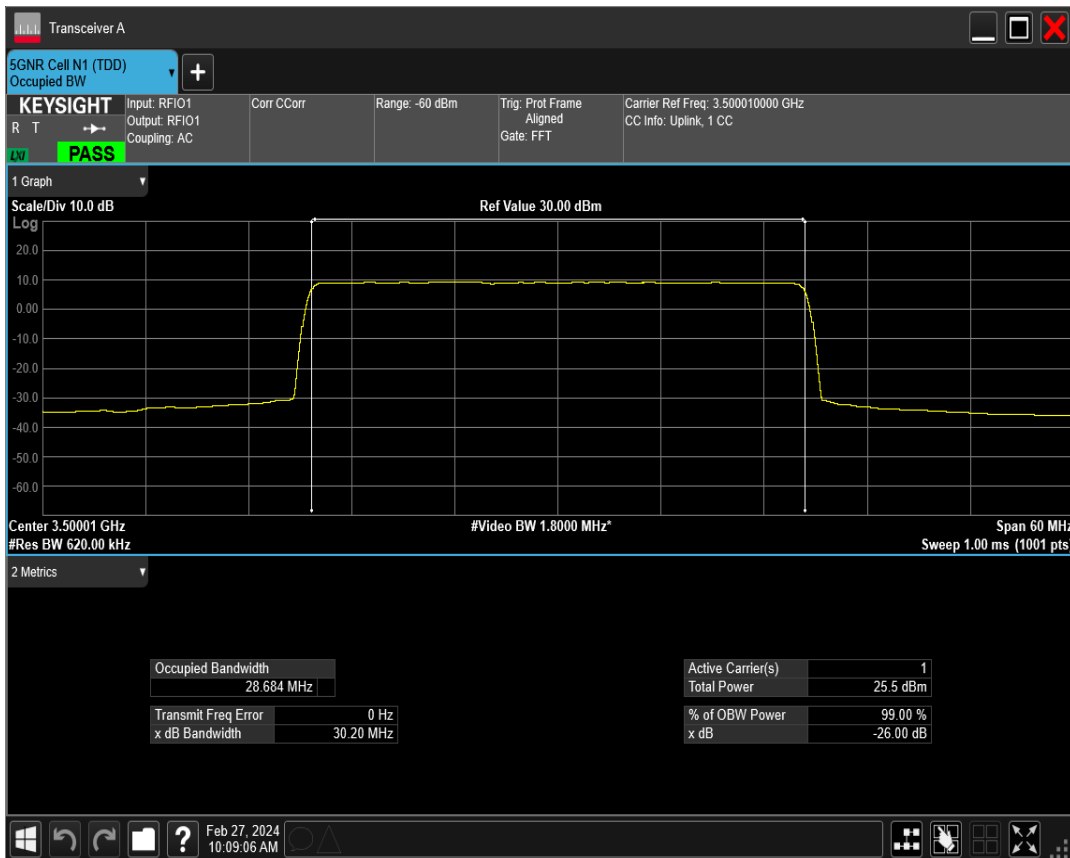 Transceiver A
5GNR Cell N1 (TDD)
Occupied BW
+
KEYSIGHT
R T
LXI
PASS
Input: RFIO1
Output: RFIO1
Coupling: AC
Corr CCorr
Range: -60 dBm
Trig: Prot Frame
Aligned
Gate: FFT
Carrier Ref Freq: 3.500010000 GHz
CC Info: Uplink, 1 CC
1 Graph
Scale/Div 10.0 dB
Ref Value 30.00 dBm
Log
20.0
10.0
0.00
-10.0
-20.0
-30.0
-40.0
-50.0
-60.0
Center 3.50001 GHz
#Video BW 1.8000 MHz*
Span 60 MHz
#Res BW 620.00 kHz
Sweep 1.00 ms (1001 pts)
2 Metrics
Occupied Bandwidth
28.684 MHz
Transmit Freq Error 0 Hz
x dB Bandwidth 30.20 MHz
Active Carrier(s) 1
Total Power 25.5 dBm
% of OBW Power 99.00 %
x dB -26.00 dB
?
Feb 27, 2024
10:09:06 AM